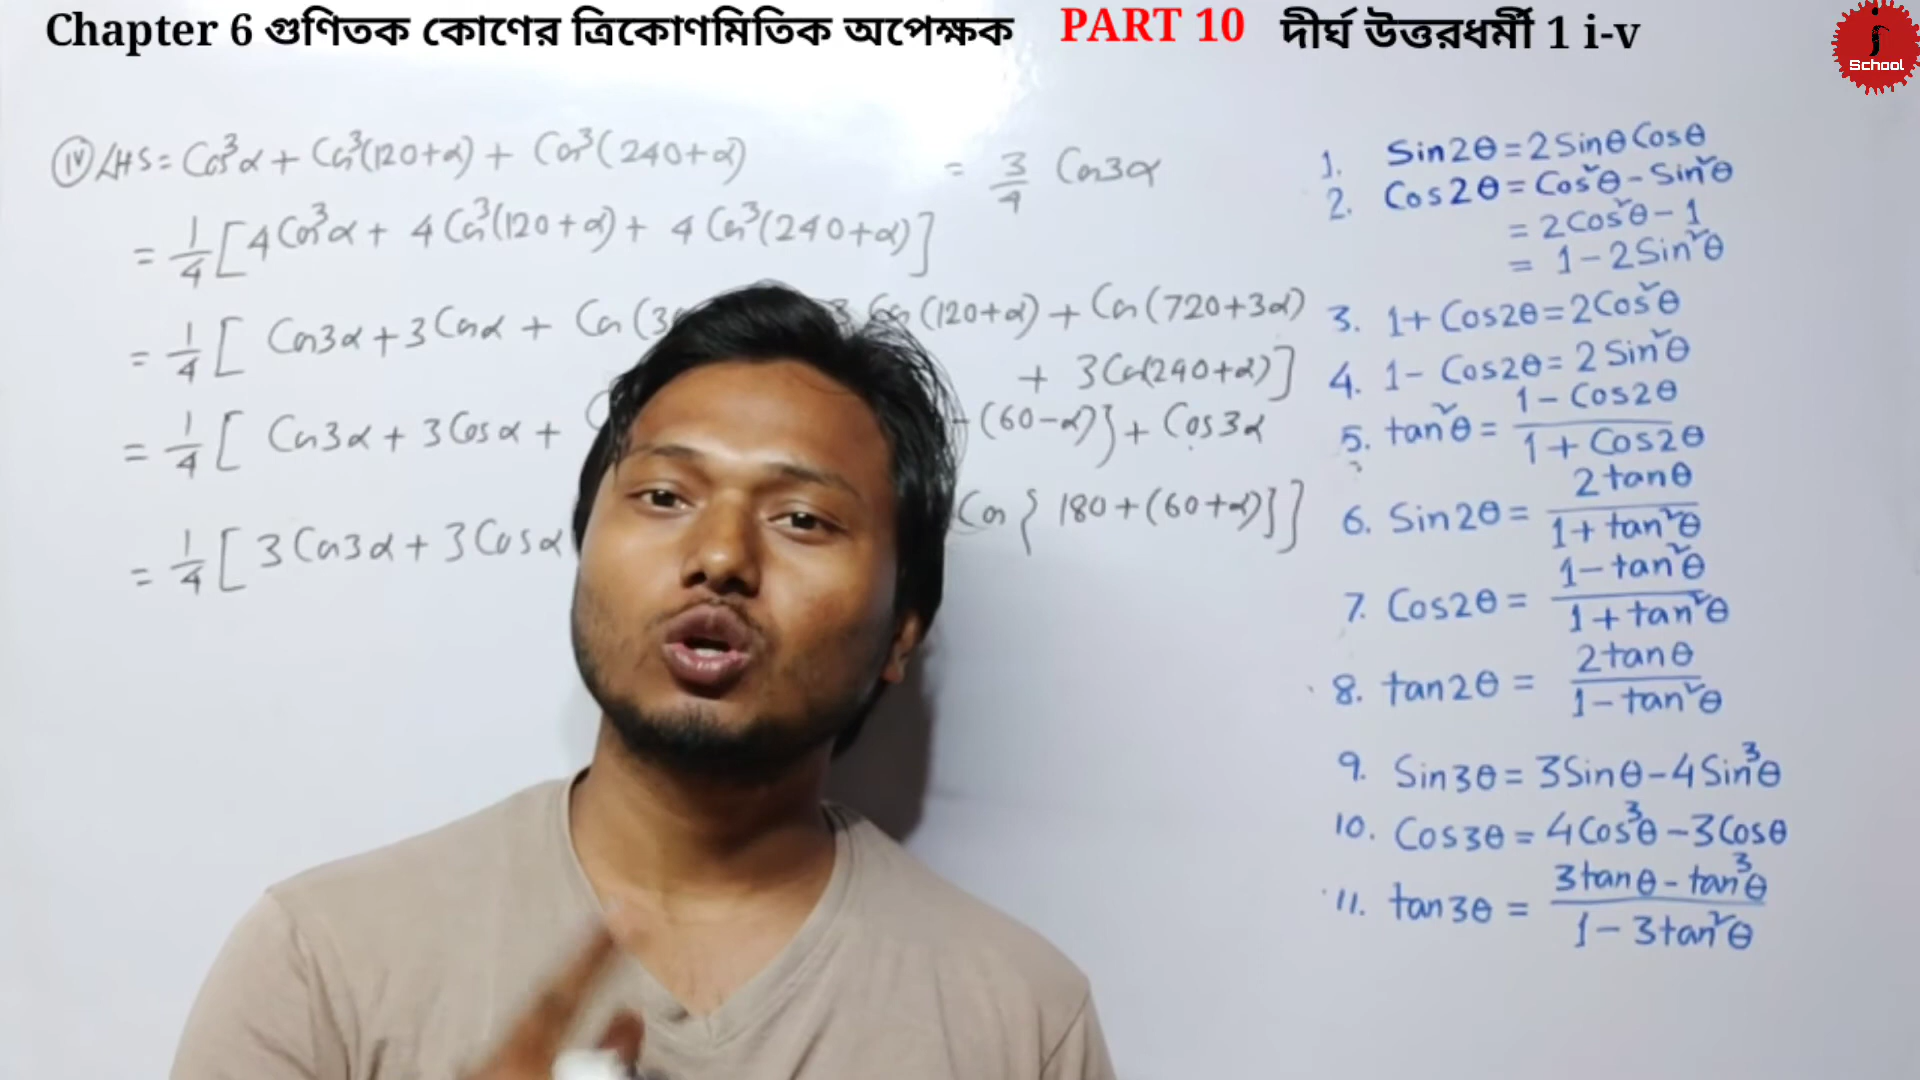 Chapter 6 গুণিতক কোণের ত্রিকোণমিতিক অপেক্ষক PART 10 দীর্ঘ উত্তরধর্মী 1 i-v
School
(iv) LHS = Cos³α + Cos³(120+α) + Cos³(240+α)
= 1/4 [4Cos³α + 4Cos³(120+α) + 4Cos³(240+α)]
= 1/4 [ Cos3α + 3Cosα + Cos(3 Cos(120+α) + Cos(720+3α)
+ 3Cos(240+α)]
= 1/4 [ Cos3α + 3Cosα + (60-α)} + Cos3α
Cos { 180+(60+α)}]
= 1/4 [ 3Cos3α + 3Cosα
= 3/4 Cos3α
1. Sin2θ = 2SinθCosθ
2. Cos2θ = Cos²θ - Sin²θ
= 2Cos²θ - 1
= 1 - 2Sin²θ
3. 1 + Cos2θ = 2Cos²θ
4. 1 - Cos2θ = 2Sin²θ
5. tan²θ = 1 - Cos2θ / 1 + Cos2θ
6. Sin2θ = 2tanθ / 1 + tan²θ
7. Cos2θ = 1 - tan²θ / 1 + tan²θ
8. tan2θ = 2tanθ / 1 - tan²θ
9. Sin3θ = 3Sinθ - 4Sin³θ
10. Cos3θ = 4Cos³θ - 3Cosθ
11. tan3θ = 3tanθ - tan³θ / 1 - 3tan²θ